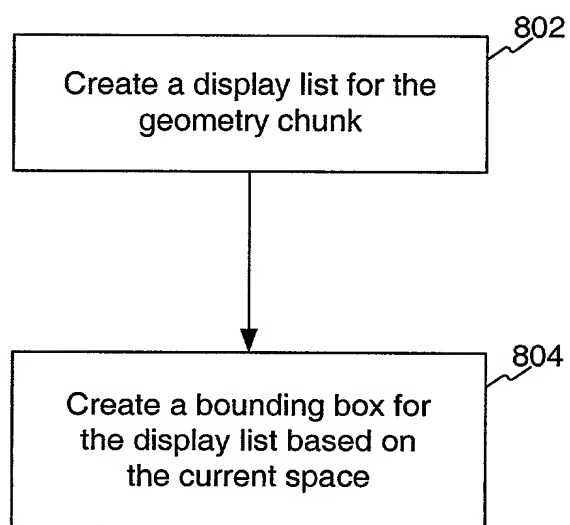 802
Create a display list for the
geometry chunk
804
Create a bounding box for
the display list based on
the current space